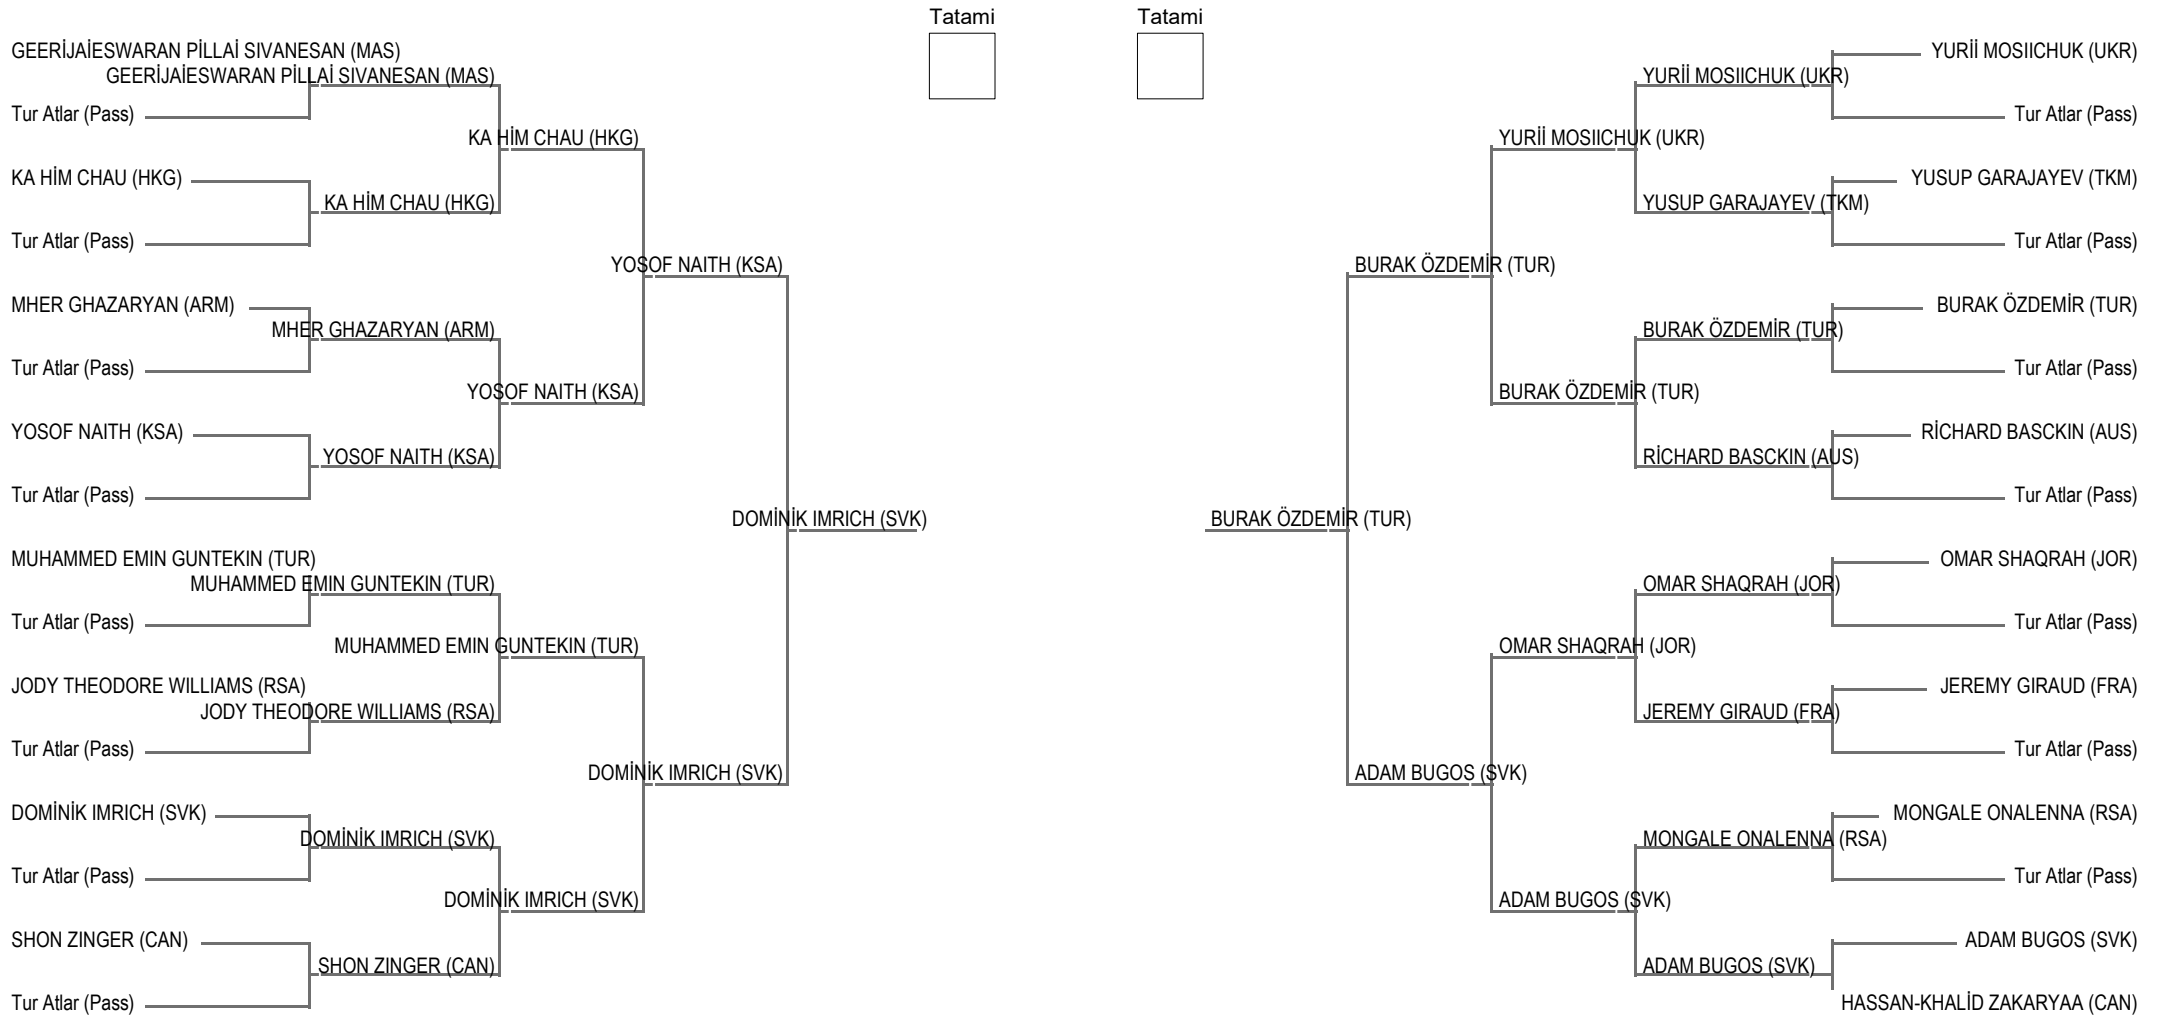 Tatami
Tatami
GEERİJAİESWARAN PİLLAİ SIVANESAN (MAS)
GEERİJAİESWARAN PİLLAİ SIVANESAN (MAS)
Tur Atlar (Pass)
KA HİM CHAU (HKG)
KA HİM CHAU (HKG)
KA HİM CHAU (HKG)
Tur Atlar (Pass)
YOSOF NAITH (KSA)
MHER GHAZARYAN (ARM)
MHER GHAZARYAN (ARM)
Tur Atlar (Pass)
YOSOF NAITH (KSA)
YOSOF NAITH (KSA)
YOSOF NAITH (KSA)
Tur Atlar (Pass)
DOMİNİK IMRICH (SVK)
MUHAMMED EMIN GUNTEKIN (TUR)
MUHAMMED EMIN GUNTEKIN (TUR)
Tur Atlar (Pass)
MUHAMMED EMIN GUNTEKIN (TUR)
JODY THEODORE WILLIAMS (RSA)
JODY THEODORE WILLIAMS (RSA)
Tur Atlar (Pass)
DOMİNİK IMRICH (SVK)
DOMİNİK IMRICH (SVK)
DOMİNİK IMRICH (SVK)
Tur Atlar (Pass)
DOMİNİK IMRICH (SVK)
SHON ZINGER (CAN)
SHON ZINGER (CAN)
Tur Atlar (Pass)
YURİİ MOSIICHUK (UKR)
YURİİ MOSIICHUK (UKR)
Tur Atlar (Pass)
YURİİ MOSIICHUK (UKR)
YUSUP GARAJAYEV (TKM)
YUSUP GARAJAYEV (TKM)
Tur Atlar (Pass)
BURAK ÖZDEMİR (TUR)
BURAK ÖZDEMİR (TUR)
BURAK ÖZDEMİR (TUR)
Tur Atlar (Pass)
BURAK ÖZDEMİR (TUR)
RİCHARD BASCKIN (AUS)
RİCHARD BASCKIN (AUS)
Tur Atlar (Pass)
BURAK ÖZDEMİR (TUR)
OMAR SHAQRAH (JOR)
OMAR SHAQRAH (JOR)
Tur Atlar (Pass)
OMAR SHAQRAH (JOR)
JEREMY GIRAUD (FRA)
JEREMY GIRAUD (FRA)
Tur Atlar (Pass)
ADAM BUGOS (SVK)
MONGALE ONALENNA (RSA)
MONGALE ONALENNA (RSA)
Tur Atlar (Pass)
ADAM BUGOS (SVK)
ADAM BUGOS (SVK)
ADAM BUGOS (SVK)
HASSAN-KHALİD ZAKARYAA (CAN)